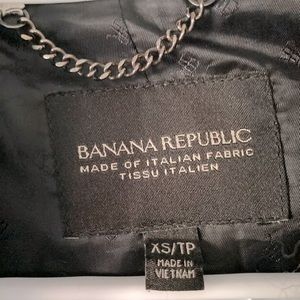 BANANA REPUBLIC
MADE OF ITALIAN FABRIC
TISSU ITALIEN
XS/TP
MADE IN
VIETNAM